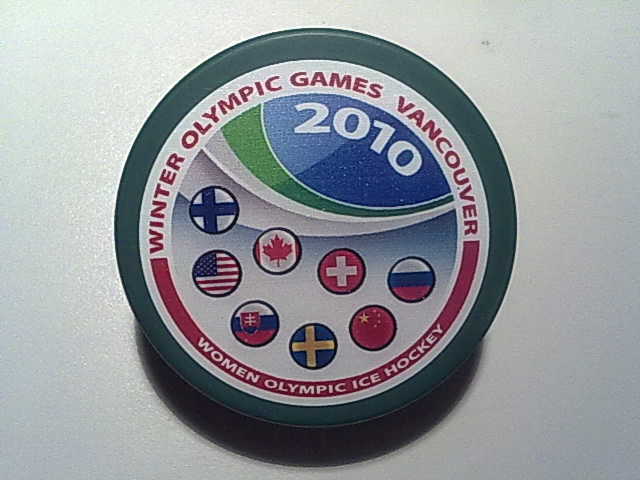 WINTER OLYMPIC GAMES VANCOUVER
2010
WOMEN OLYMPIC ICE HOCKEY